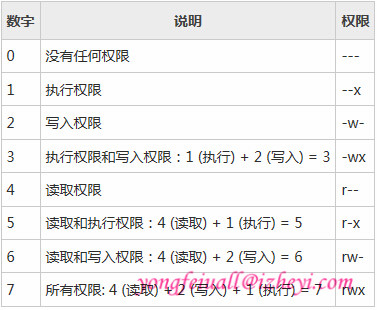 数字 说明 权限
0 没有任何权限 ---
1 执行权限 --x
2 写入权限 -w-
3 执行权限和写入权限：1 (执行) + 2 (写入) = 3 -wx
4 读取权限 r--
5 读取和执行权限：4 (读取) + 1 (执行) = 5 r-x
6 读取和写入权限：4 (读取) + 2 (写入) = 6 rw-
yongfeiuall@izheyi.com
7 所有权限: 4 (读取) + 2 (写入) + 1 (执行) = 7 rwx